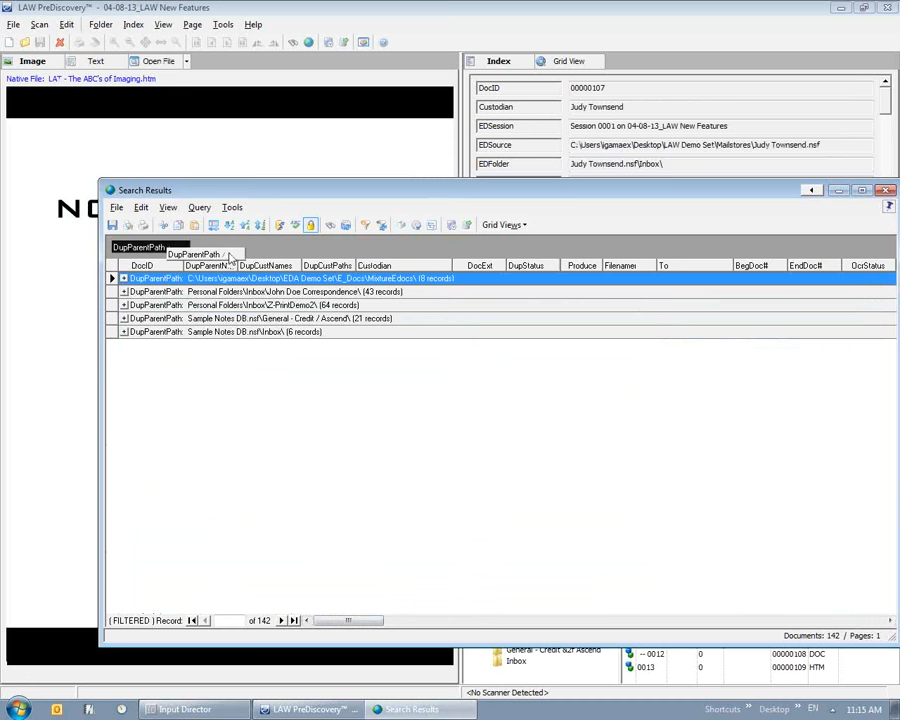 LAW PreDiscovery™ - 04-08-13_LAW New Features
File Scan Edit Folder Index View Page Tools Help
Image Text Open File Index Grid View
Native File: LAT - The ABC's of Imaging.htm
DocID 00000107
Custodian Judy Townsend
EDSession Session 0001 on 04-08-13_LAW New Features
EDSource C:\Users\igamaex\Desktop\LAW Demo Set\Mailstores\Judy Townsend.nsf
EDFolder Judy Townsend.nsf\Inbox\
Search Results
File Edit View Query Tools
Grid Views
DupParentPath
DupParentPath
DocID DupParentN... DupCustNames DupCustPaths Custodian DocExt DupStatus Produce Filename To BegDoc# EndDoc# OcrStatus
DupParentPath: C:\Users\igamaex\Desktop\EDA Demo Set\E_Docs\MixtureEdocs\ (8 records)
DupParentPath: Personal Folders\Inbox\John Doe Correspondence\ (43 records)
DupParentPath: Personal Folders\Inbox\Z-PrintDemo2\ (64 records)
DupParentPath: Sample Notes DB.nsf\General - Credit / Ascend\ (21 records)
DupParentPath: Sample Notes DB.nsf\Inbox\ (6 records)
(FILTERED) Record: of 142
Documents: 142 / Pages: 1
General - Credit &2f Ascend -- 0012 0 00000108 DOC
Inbox 0013 0 00000109 HTM
<No Scanner Detected>
Input Director LAW PreDiscovery™ ... Search Results Shortcuts Desktop EN 11:15 AM